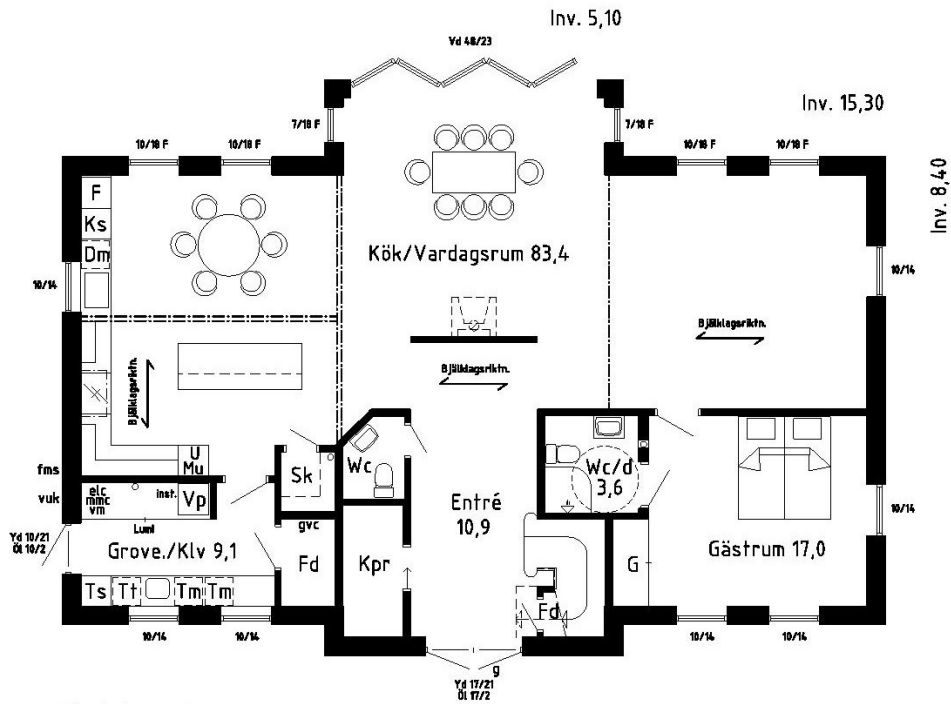 Inv. 5,10
Vd 48/23
Inv. 15,30
7/18 F
7/18 F
10/18 F
10/18 F
10/18 F
10/18 F
Inv. 8,40
F
Ks
Dm
Kök/Vardagsrum 83,4
10/14
10/14
Bjälklagsriktn.
Bjälklagsriktn.
Bjälklagsriktn.
U
Mu
Sk
Wc
Wc/d
3,6
fms
vuk
elc
mmc
vm
inst.
Vp
Entré
10,9
10/14
Yd 10/21
Öl 10/2
Grove./Klv 9,1
gvc
Fd
Kpr
G
Gästrum 17,0
Ts
Tt
Tm
Tm
Fd
10/14
10/14
10/14
10/14
g
Yd 17/21
Öl 17/2